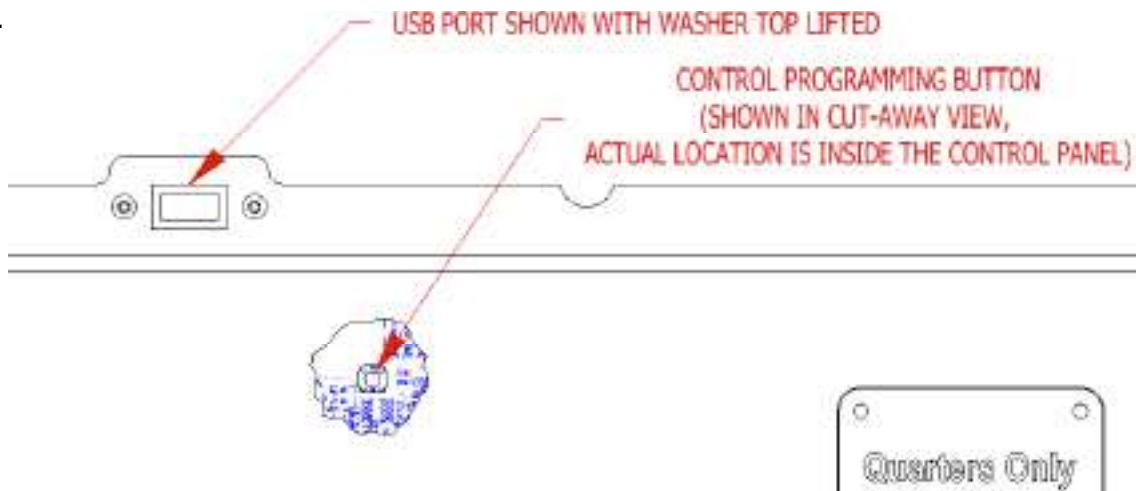 USB PORT SHOWN WITH WASHER TOP LIFTED
CONTROL PROGRAMMING BUTTON
(SHOWN IN CUT-AWAY VIEW,
ACTUAL LOCATION IS INSIDE THE CONTROL PANEL)
Quarters Only